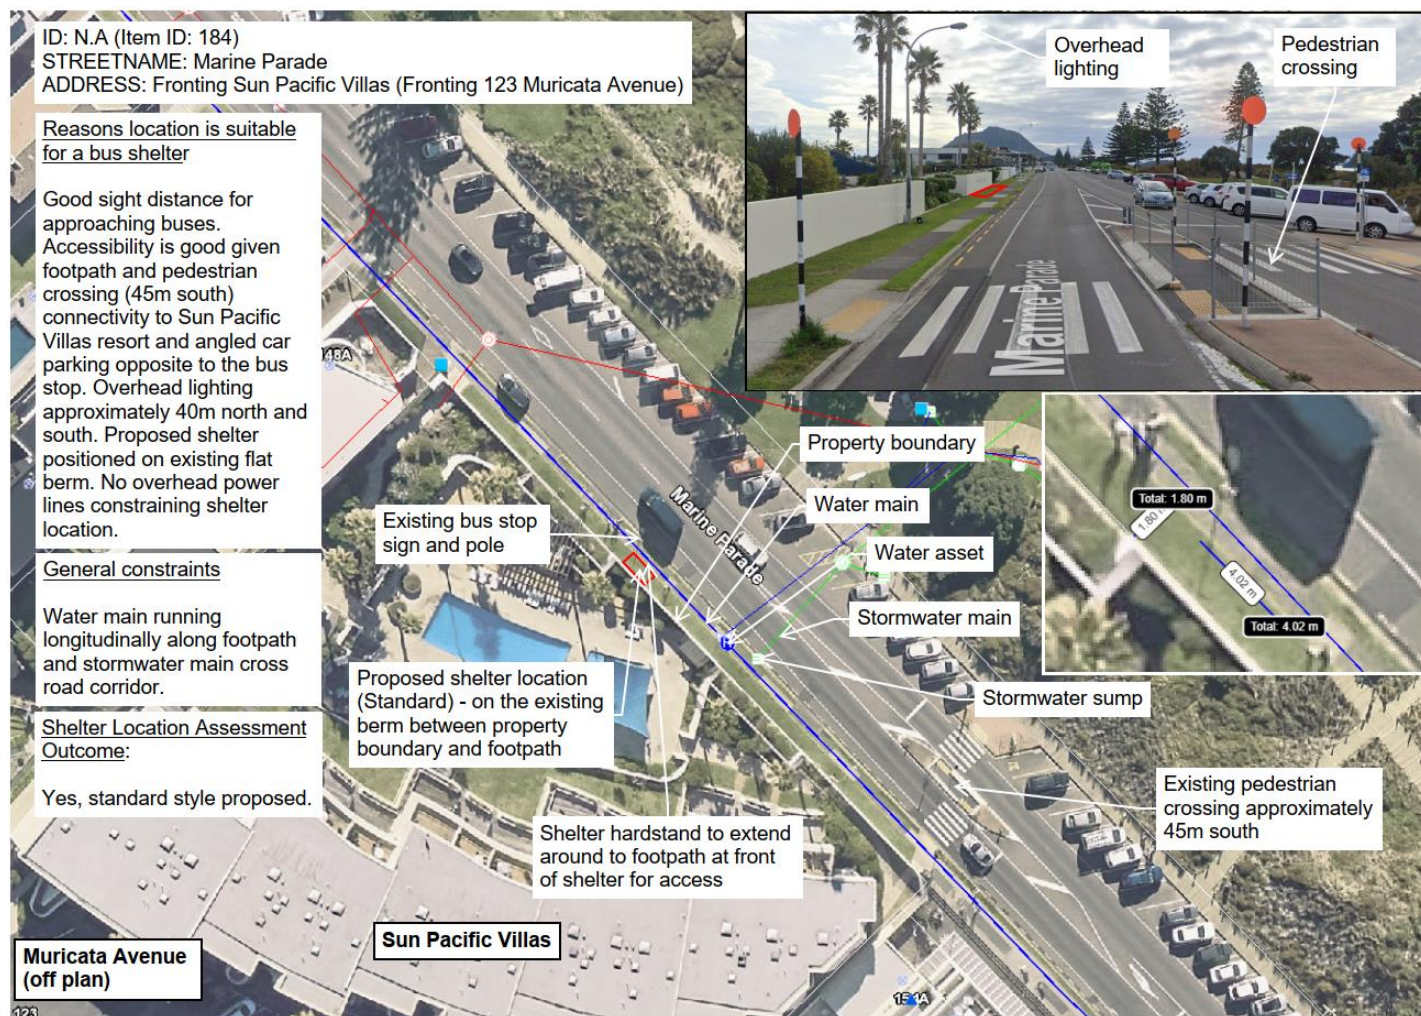 ID: N.A (Item ID: 184)
STREETNAME: Marine Parade
ADDRESS: Fronting Sun Pacific Villas (Fronting 123 Muricata Avenue)
Reasons location is suitable
for a bus shelter
Good sight distance for
approaching buses.
Accessibility is good given
footpath and pedestrian
crossing (45m south)
connectivity to Sun Pacific
Villas resort and angled car
parking opposite to the bus
stop. Overhead lighting
approximately 40m north and
south. Proposed shelter
positioned on existing flat
berm. No overhead power
lines constraining shelter
location.
General constraints
Water main running
longitudinally along footpath
and stormwater main cross
road corridor.
Shelter Location Assessment
Outcome:
Yes, standard style proposed.
Overhead
lighting
Pedestrian
crossing
Marine Parade
148A
Property boundary
Water main
Existing bus stop
sign and pole
Marine Parade
Water asset
Stormwater main
Total: 1.80 m
1.80 m
4.02 m
Total: 4.02 m
Proposed shelter location
(Standard) - on the existing
berm between property
boundary and footpath
Stormwater sump
Existing pedestrian
crossing approximately
45m south
Shelter hardstand to extend
around to footpath at front
of shelter for access
Sun Pacific Villas
Muricata Avenue
(off plan)
123